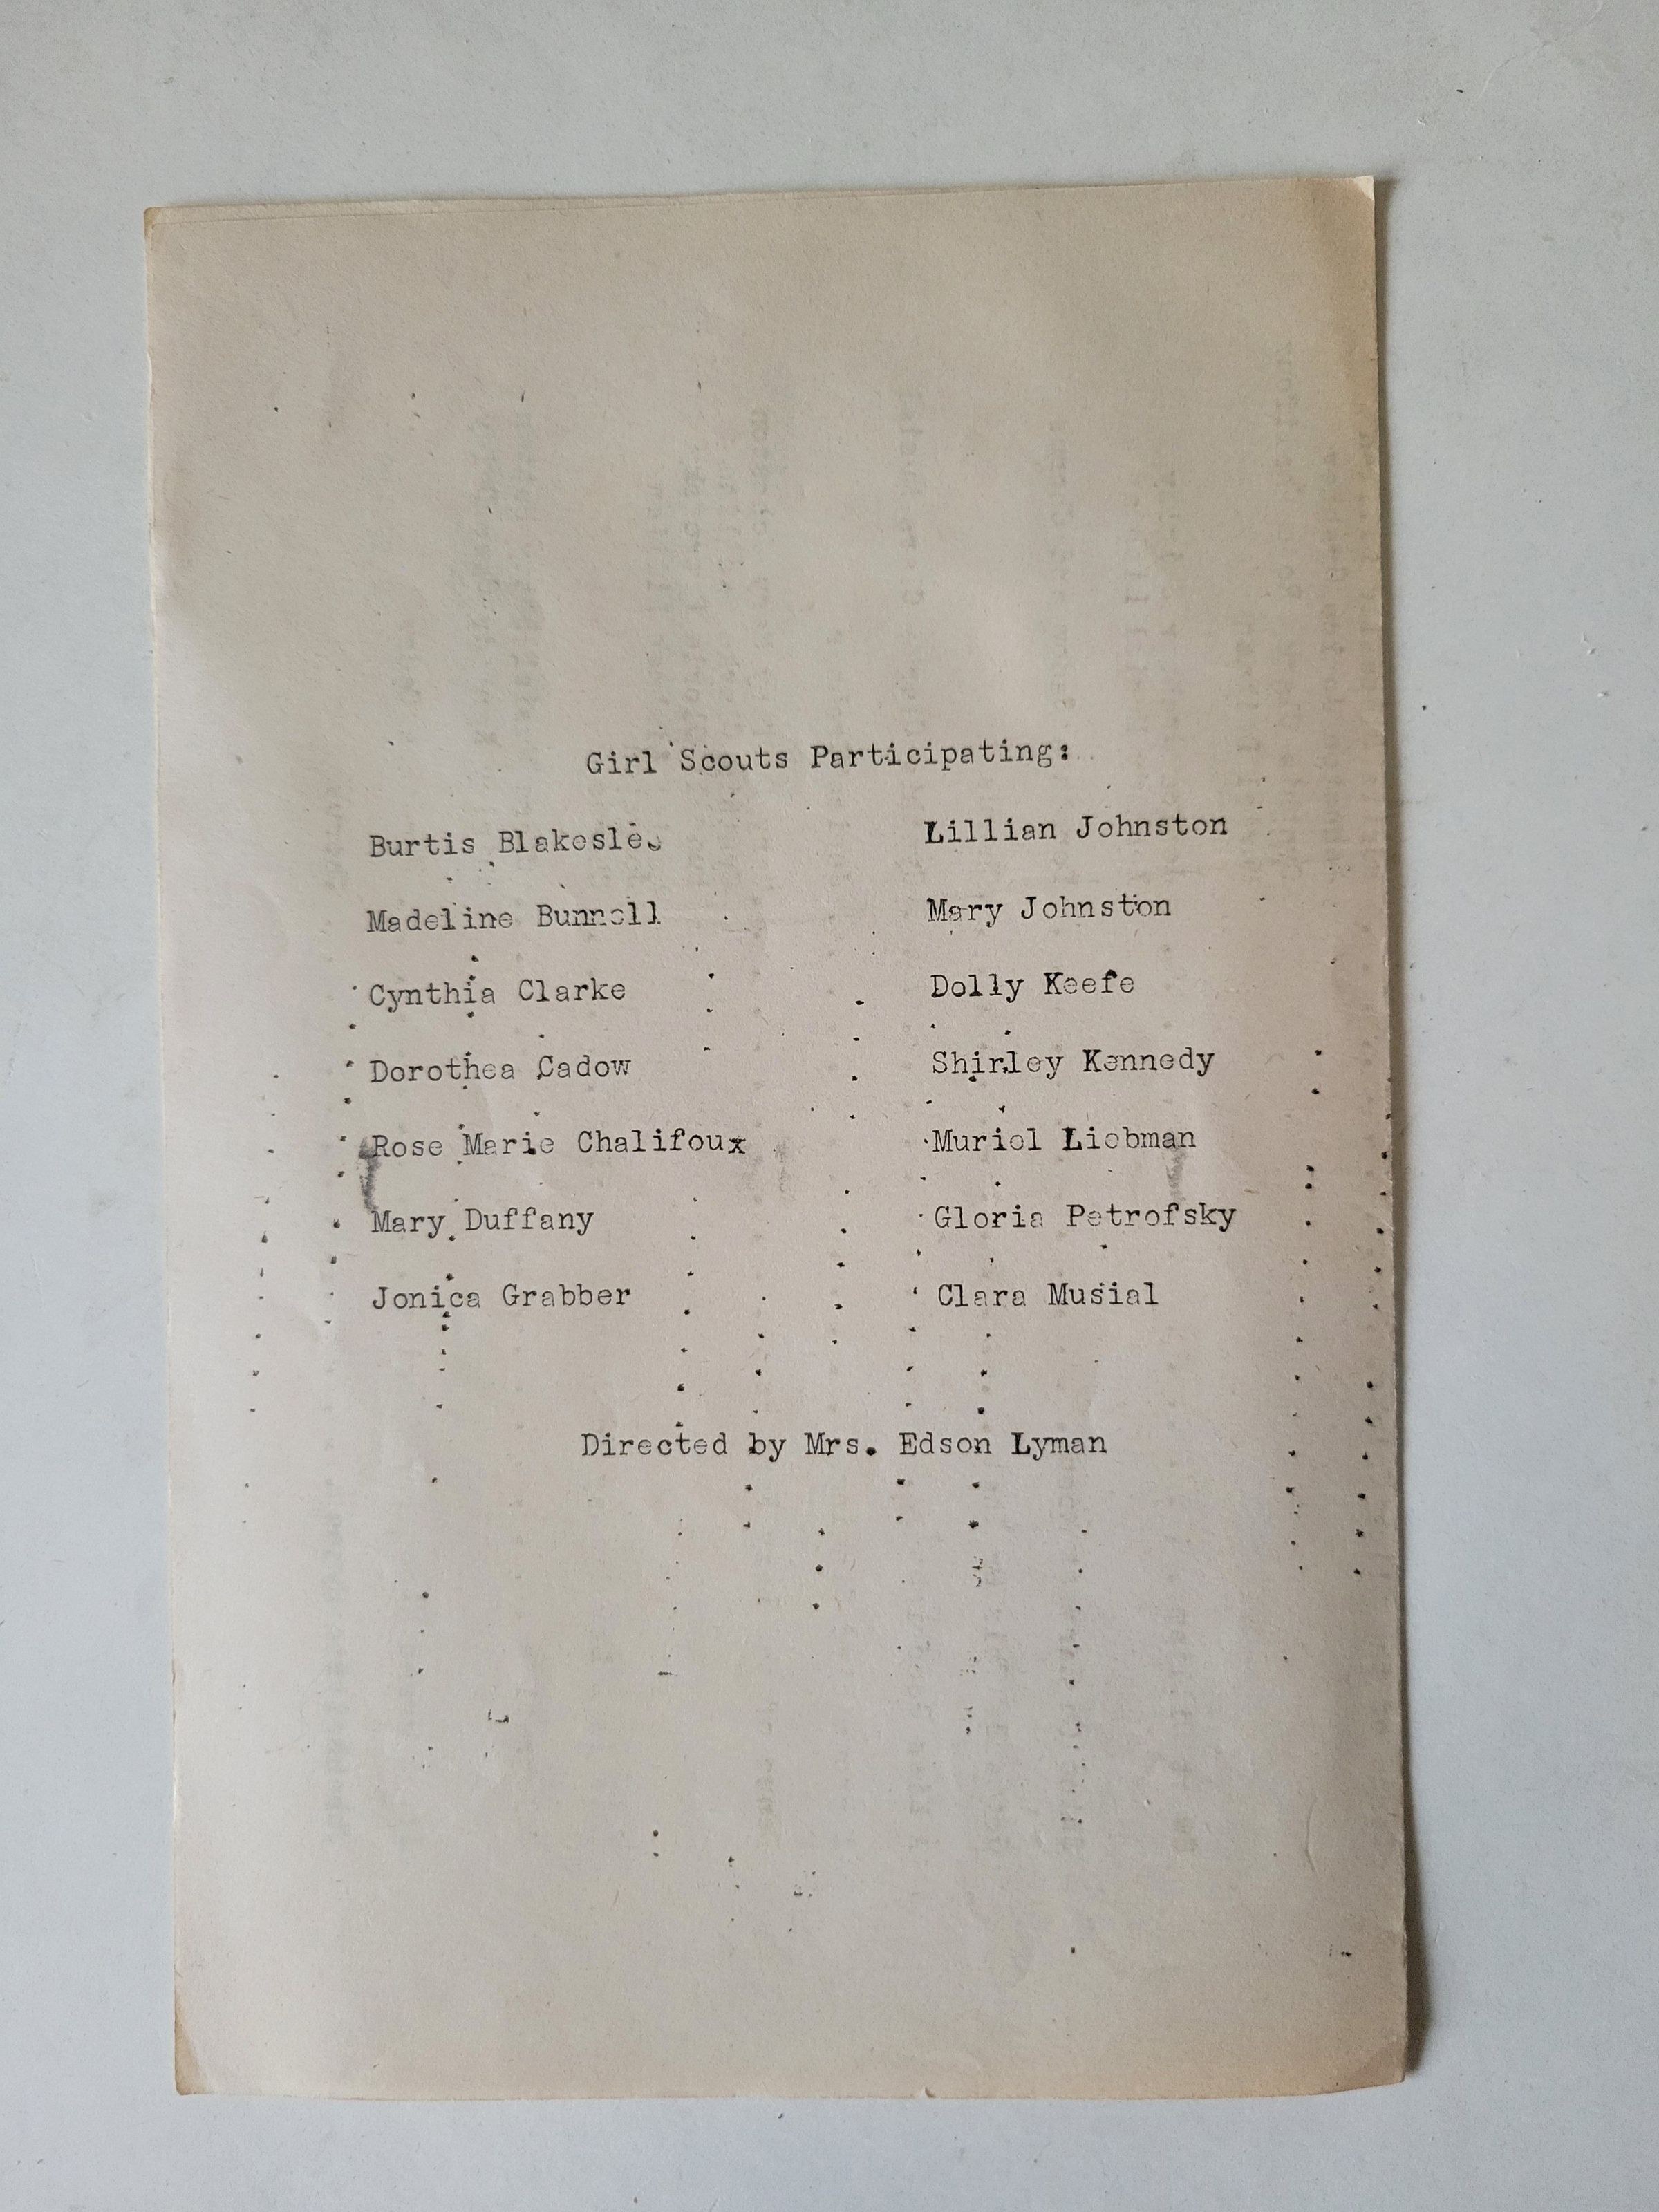 Girl Scouts Participating:
Burtis Blakeslee
Lillian Johnston
Madeline Bunnell
Mary Johnston
Cynthia Clarke
Dolly Keefe
Dorothea Cadow
Shirley Kennedy
Rose Marie Chalifoux
Muriel Liebman
Mary Duffany
Gloria Petrofsky
Jonica Grabber
Clara Musial
Directed by Mrs. Edson Lyman